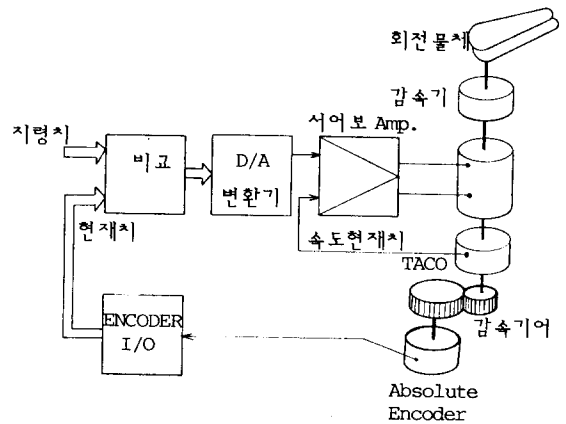 회전물체
감속기
서어보 Amp.
지령치
비교
D/A
변환기
현재치
속도현재치
TACO
감속기어
ENCODER
I/O
Absolute
Encoder